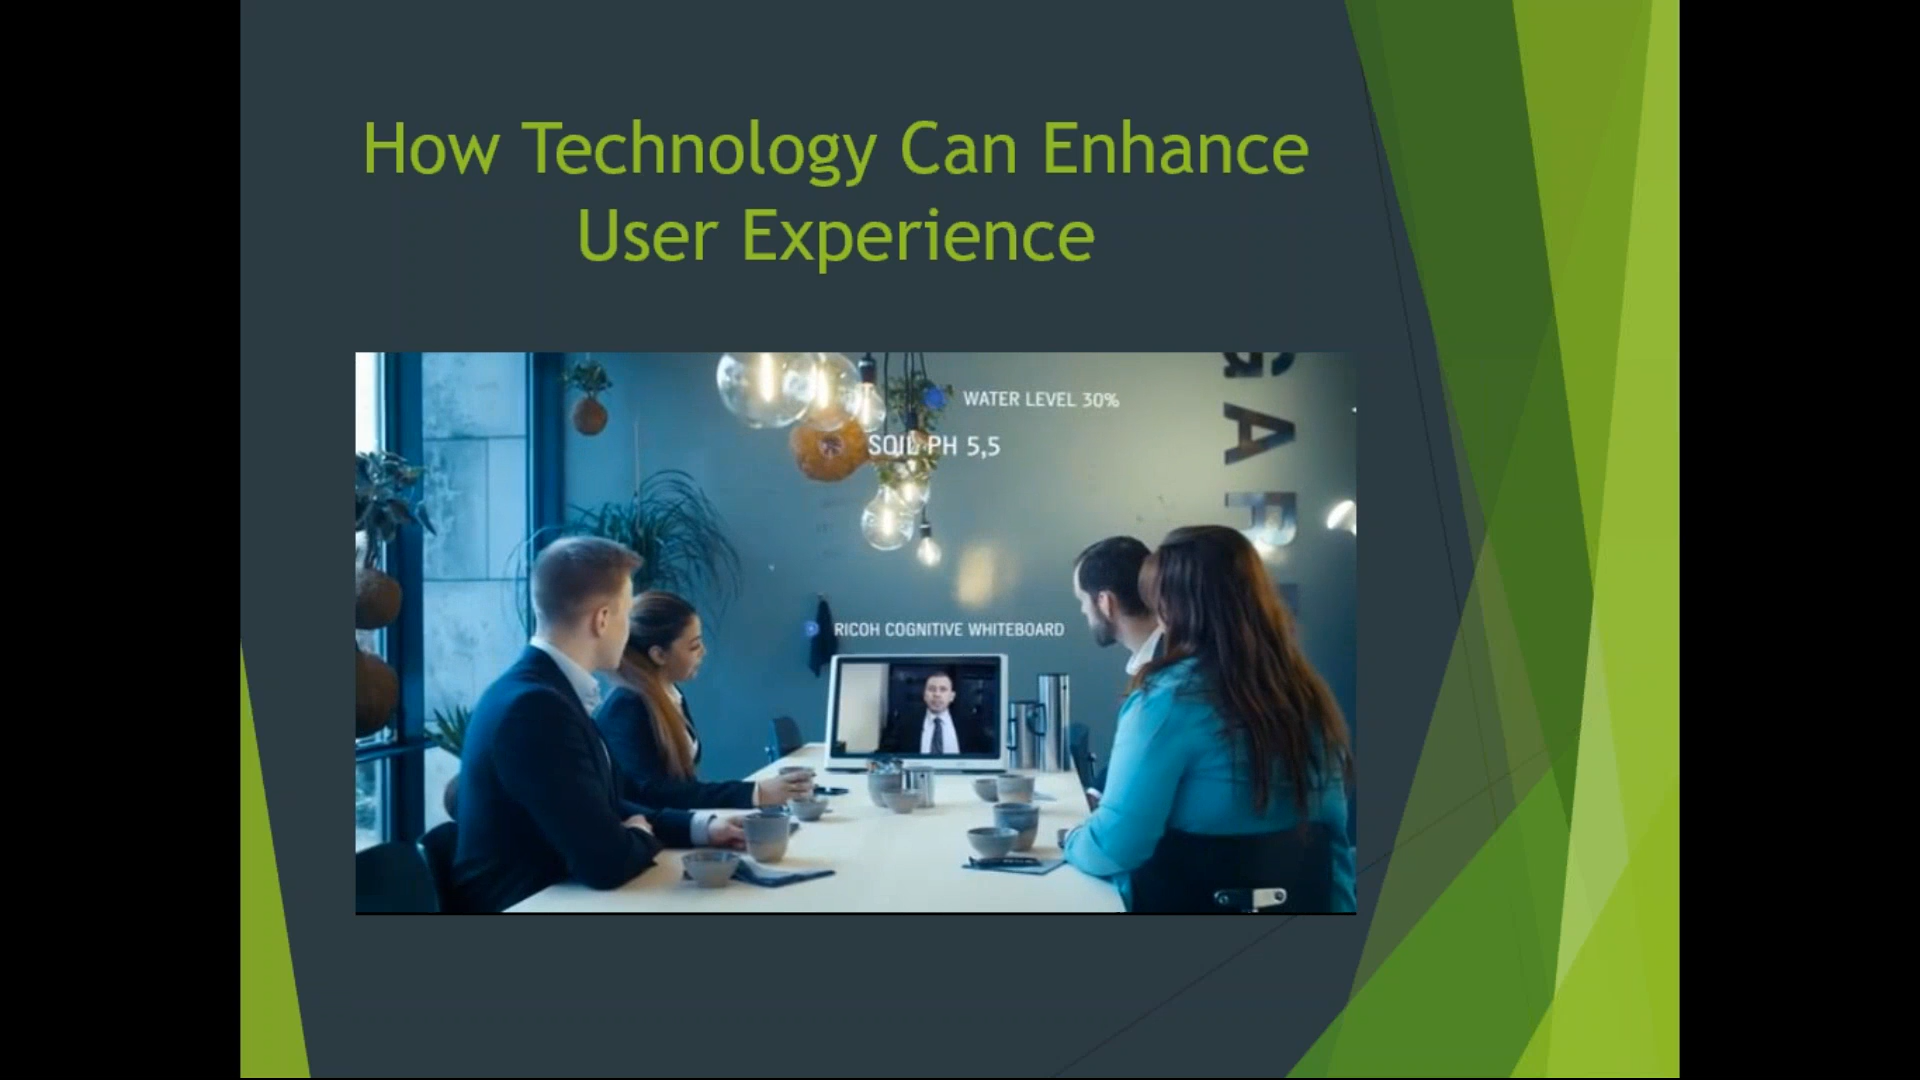 How Technology Can Enhance
User Experience
WATER LEVEL 30%
SOIL PH 5,5
RICOH COGNITIVE WHITEBOARD